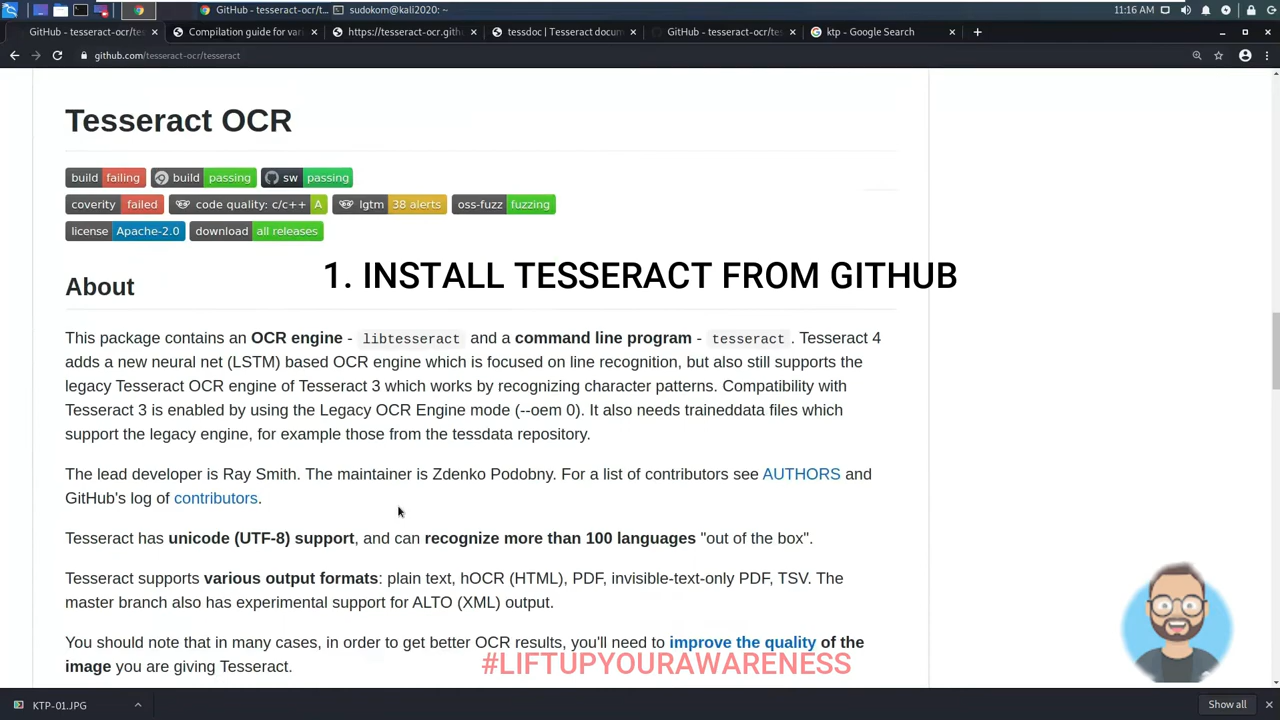 GitHub - tesseract-ocr/t...
sudokom@kali2020: ~
11:16 AM
GitHub - tesseract-ocr/tes
Compilation guide for vari
https://tesseract-ocr.gith
tessdoc | Tesseract docum
GitHub - tesseract-ocr/tes
ktp - Google Search
github.com/tesseract-ocr/tesseract
Tesseract OCR
build failing build passing sw passing
coverity failed code quality: c/c++ A lgtm 38 alerts oss-fuzz fuzzing
license Apache-2.0 download all releases
1. INSTALL TESSERACT FROM GITHUB
About
This package contains an OCR engine - libtesseract and a command line program - tesseract. Tesseract 4
adds a new neural net (LSTM) based OCR engine which is focused on line recognition, but also still supports the
legacy Tesseract OCR engine of Tesseract 3 which works by recognizing character patterns. Compatibility with
Tesseract 3 is enabled by using the Legacy OCR Engine mode (--oem 0). It also needs traineddata files which
support the legacy engine, for example those from the tessdata repository.
The lead developer is Ray Smith. The maintainer is Zdenko Podobny. For a list of contributors see AUTHORS and
GitHub's log of contributors.
Tesseract has unicode (UTF-8) support, and can recognize more than 100 languages "out of the box".
Tesseract supports various output formats: plain text, hOCR (HTML), PDF, invisible-text-only PDF, TSV. The
master branch also has experimental support for ALTO (XML) output.
You should note that in many cases, in order to get better OCR results, you'll need to improve the quality of the
image you are giving Tesseract.
#LIFTUPYOURAWARENESS
KTP-01.JPG
Show all